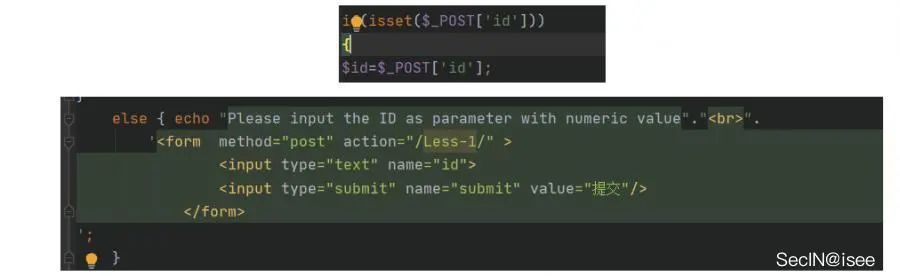 if(isset($_POST['id']))
{
$id=$_POST['id'];
}
else { echo "Please input the ID as parameter with numeric value"."<br>".
'<form  method="post" action="/Less-1/" >
<input type="text" name="id">
<input type="submit" name="submit" value="提交"/>
</form>
';
}
SecIN@isee